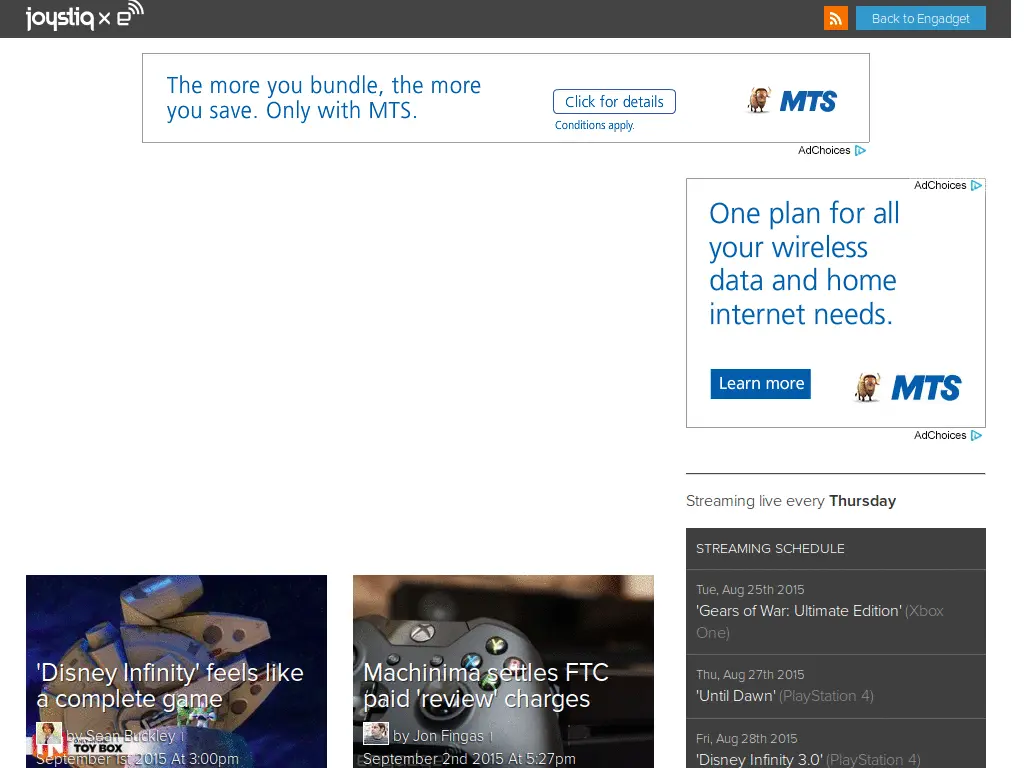 joystiq x e
Back to Engadget
The more you bundle, the more
you save. Only with MTS.
Click for details
Conditions apply.
MTS
AdChoices
AdChoices
One plan for all
your wireless
data and home
internet needs.
Learn more
MTS
AdChoices
Streaming live every Thursday
STREAMING SCHEDULE
Tue, Aug 25th 2015
'Gears of War: Ultimate Edition' (Xbox
One)
Thu, Aug 27th 2015
'Until Dawn' (PlayStation 4)
Fri, Aug 28th 2015
'Disney Infinity 3.0' (PlayStation 4)
'Disney Infinity' feels like
a complete game
by Sean Buckley |
TOY BOX
September 1st 2015 At 3:00pm
Machinima settles FTC
paid 'review' charges
by Jon Fingas |
September 2nd 2015 At 5:27pm